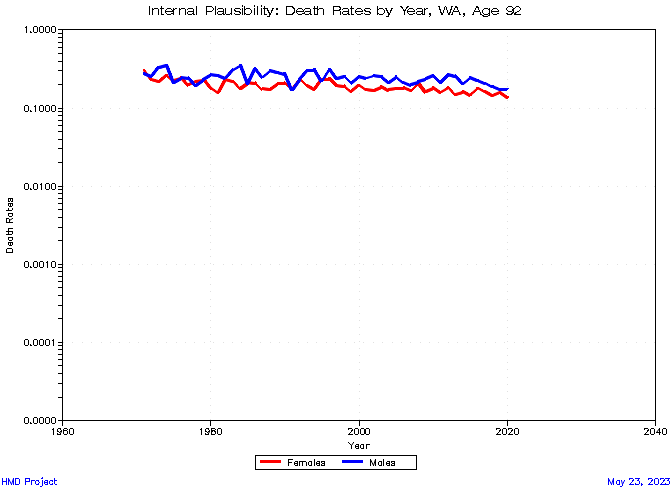 Internal Plausibility: Death Rates by Year, WA, Age 92
1.0000
0.1000
0.0100
0.0010
0.0001
0.0000
Death Rates
1960 1980 2000 2020 2040
Year
Females Males
HMD Project May 23, 2023